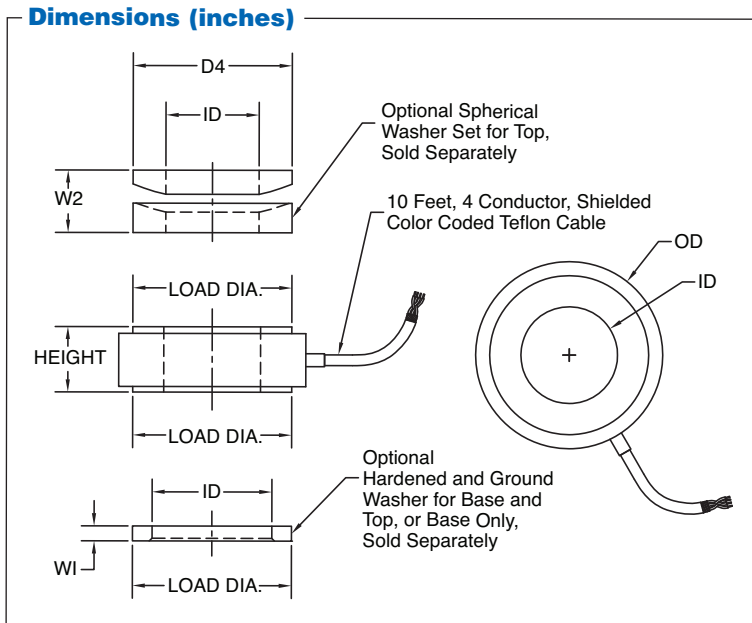 Dimensions (inches)
D4
ID
Optional Spherical
Washer Set for Top,
Sold Separately
W2
10 Feet, 4 Conductor, Shielded
Color Coded Teflon Cable
OD
ID
LOAD DIA.
HEIGHT
LOAD DIA.
Optional
Hardened and Ground
Washer for Base and
Top, or Base Only,
Sold Separately
ID
WI
LOAD DIA.